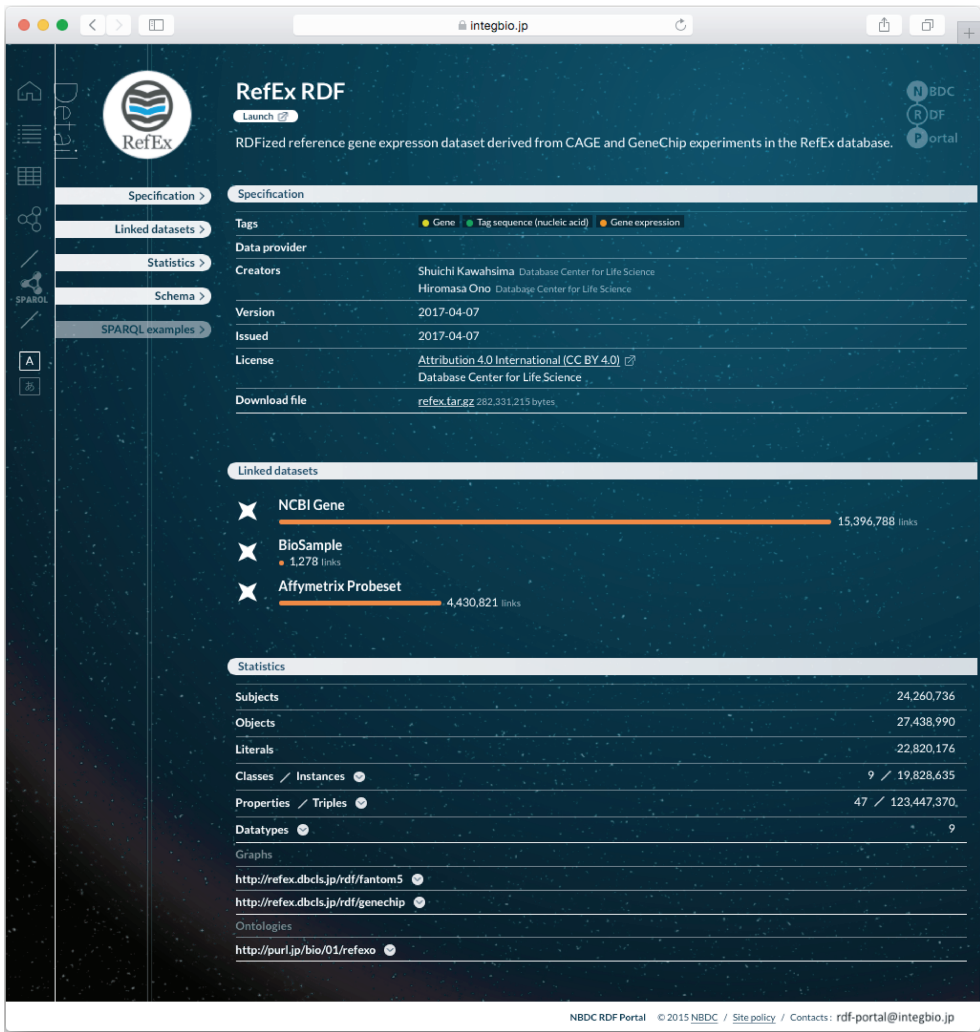 integbio.jp
Detail
RefEx
RefEx RDF
Launch
RDFized reference gene expresson dataset derived from CAGE and GeneChip experiments in the RefEx database.
NBDC
RDF
Portal
SPARQL
A
あ
Specification >
Linked datasets >
Statistics >
Schema >
SPARQL examples >
Specification
Tags Gene Tag sequence (nucleic acid) Gene expression
Data provider
Creators Shuichi Kawahsima Database Center for Life Science
Hiromasa Ono Database Center for Life Science
Version 2017-04-07
Issued 2017-04-07
License Attribution 4.0 International (CC BY 4.0)
Database Center for Life Science
Download file refex.tar.gz 282,331,215 bytes
Linked datasets
NCBI Gene
15,396,788 links
BioSample
1,278 links
Affymetrix Probeset
4,430,821 links
Statistics
Subjects 24,260,736
Objects 27,438,990
Literals 22,820,176
Classes / Instances 9 / 19,828,635
Properties / Triples 47 / 123,447,370
Datatypes 9
Graphs
http://refex.dbcls.jp/rdf/fantom5
http://refex.dbcls.jp/rdf/genechip
Ontologies
http://purl.jp/bio/01/refexo
NBDC RDF Portal © 2015 NBDC / Site policy / Contacts : rdf-portal@integbio.jp